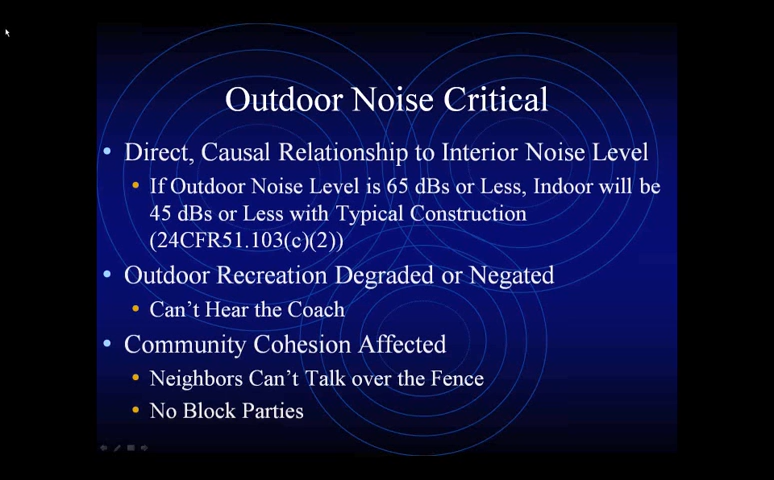 Outdoor Noise Critical
• Direct, Causal Relationship to Interior Noise Level
• If Outdoor Noise Level is 65 dBs or Less, Indoor will be
45 dBs or Less with Typical Construction
(24CFR51.103(c)(2))
• Outdoor Recreation Degraded or Negated
• Can't Hear the Coach
• Community Cohesion Affected
• Neighbors Can't Talk over the Fence
• No Block Parties